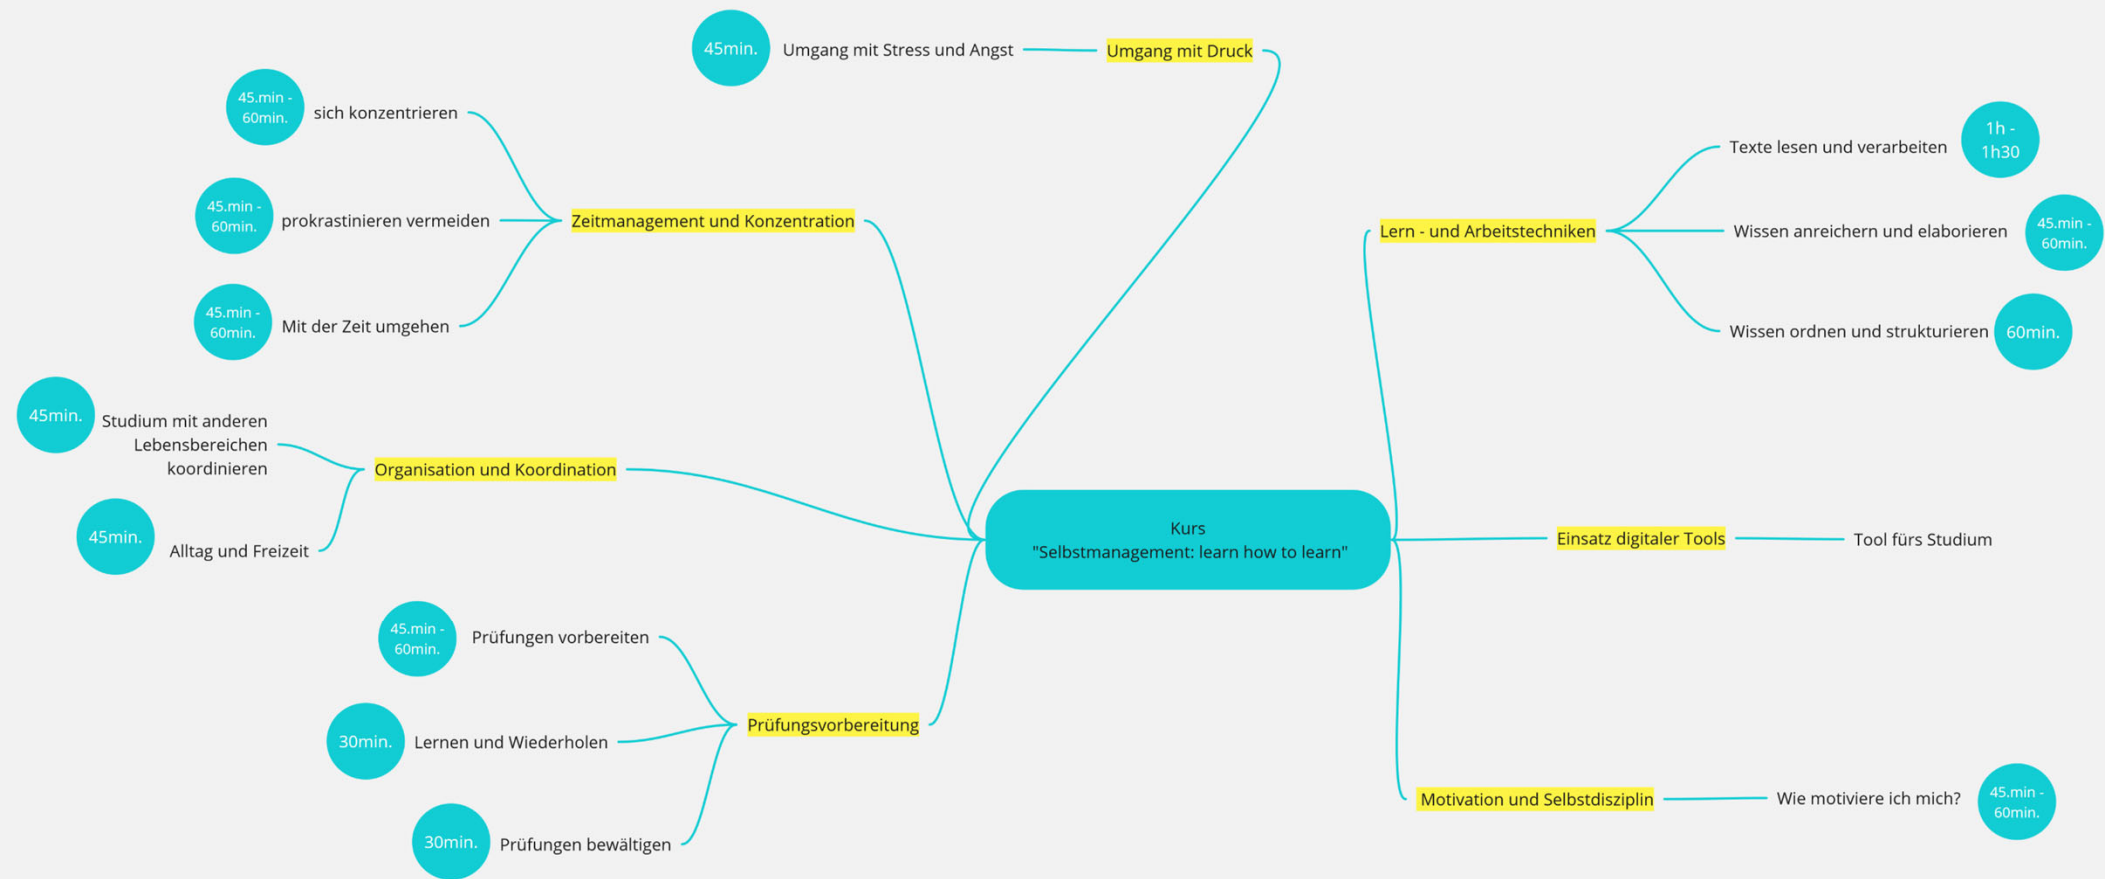 45min.
Umgang mit Stress und Angst
Umgang mit Druck
45.min -
60min.
sich konzentrieren
45.min -
60min.
prokrastinieren vermeiden
Zeitmanagement und Konzentration
45.min -
60min.
Mit der Zeit umgehen
45min.
Studium mit anderen
Lebensbereichen
koordinieren
Organisation und Koordination
45min.
Alltag und Freizeit
45.min -
60min.
Prüfungen vorbereiten
30min.
Lernen und Wiederholen
Prüfungsvorbereitung
30min.
Prüfungen bewältigen
Kurs
"Selbstmanagement: learn how to learn"
Lern - und Arbeitstechniken
Texte lesen und verarbeiten
1h -
1h30
Wissen anreichern und elaborieren
45.min -
60min.
Wissen ordnen und strukturieren
60min.
Einsatz digitaler Tools
Tool fürs Studium
Motivation und Selbstdisziplin
Wie motiviere ich mich?
45.min -
60min.